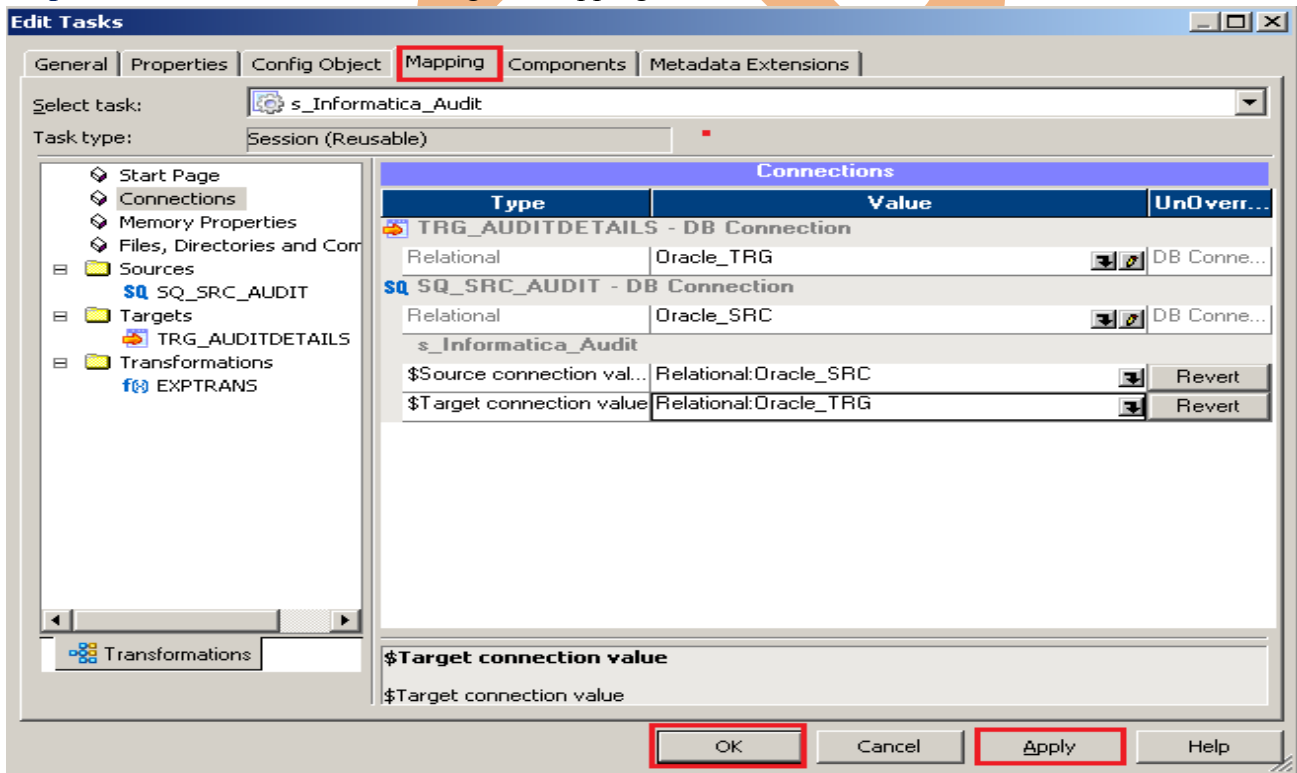 Edit Tasks
General Properties Config Object Mapping Components Metadata Extensions
Select task: s_Informatica_Audit
Task type: Session (Reusable)
Start Page
Connections
Memory Properties
Files, Directories and Com
Sources
SQ SQ_SRC_AUDIT
Targets
TRG_AUDITDETAILS
Transformations
f(x) EXPTRANS
Transformations
Connections
Type Value UnOverr...
TRG_AUDITDETAILS - DB Connection
Relational Oracle_TRG DB Conne...
SQ SQ_SRC_AUDIT - DB Connection
Relational Oracle_SRC DB Conne...
s_Informatica_Audit
$Source connection val... Relational:Oracle_SRC Revert
$Target connection value Relational:Oracle_TRG Revert
$Target connection value
$Target connection value
OK Cancel Apply Help